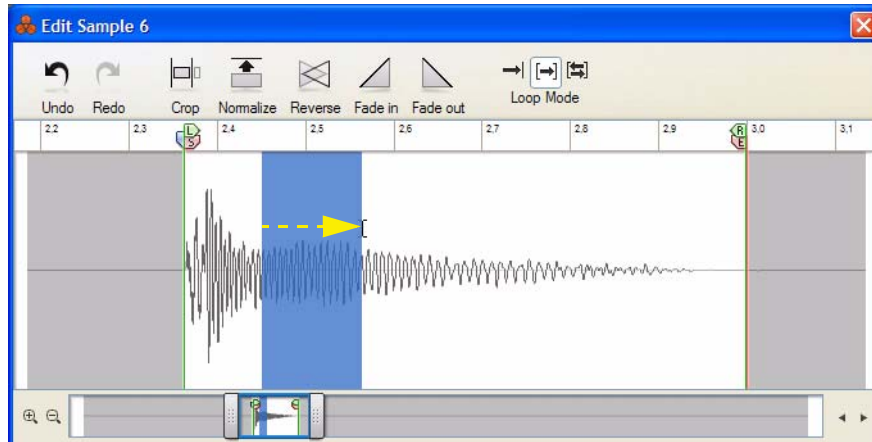 Edit Sample 6
Undo Redo Crop Normalize Reverse Fade in Fade out Loop Mode
2,2 2,3 2,4 2,5 2,6 2,7 2,8 2,9 3,0 3,1
L R
S E